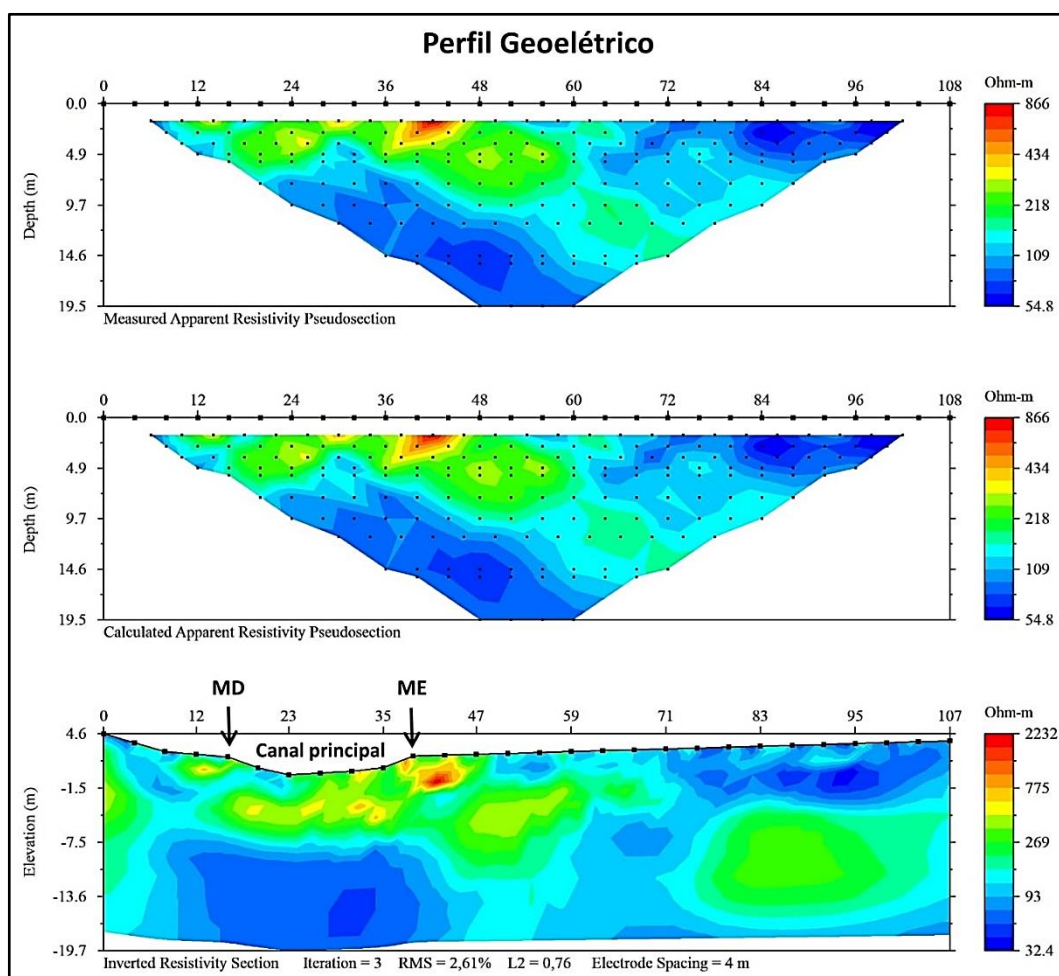 Perfil Geoelétrico
0 12 24 36 48 60 72 84 96 108 Ohm-m
0.0 866
4.9 434
9.7 218
14.6 109
19.5 54.8
Depth (m)
Measured Apparent Resistivity Pseudosection
0 12 24 36 48 60 72 84 96 108 Ohm-m
0.0 866
4.9 434
9.7 218
14.6 109
19.5 54.8
Depth (m)
Calculated Apparent Resistivity Pseudosection
MD ME
0 12 23 35 47 59 71 83 95 107 Ohm-m
4.6 Canal principal 2232
-1.5 775
-7.5 269
-13.6 93
-19.7 32.4
Elevation (m)
Inverted Resistivity Section Iteration = 3 RMS = 2,61% L2 = 0,76 Electrode Spacing = 4 m